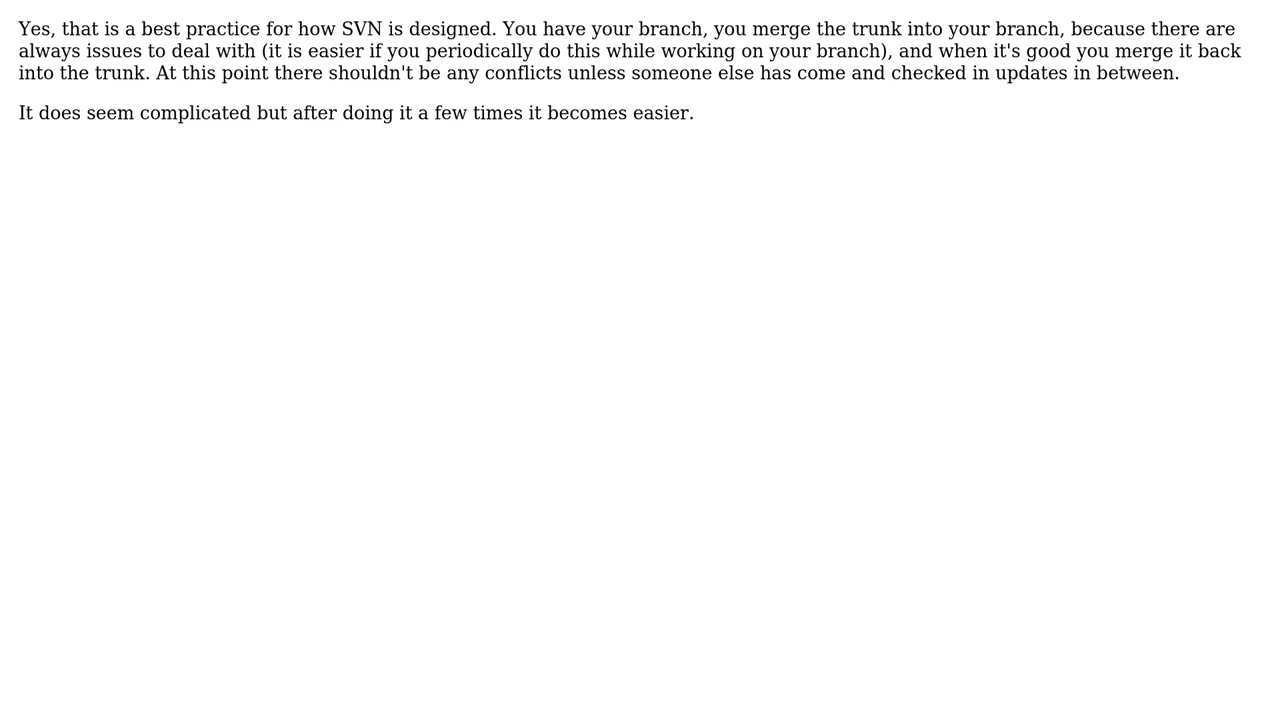 Yes, that is a best practice for how SVN is designed. You have your branch, you merge the trunk into your branch, because there are
always issues to deal with (it is easier if you periodically do this while working on your branch), and when it's good you merge it back
into the trunk. At this point there shouldn't be any conflicts unless someone else has come and checked in updates in between.
It does seem complicated but after doing it a few times it becomes easier.